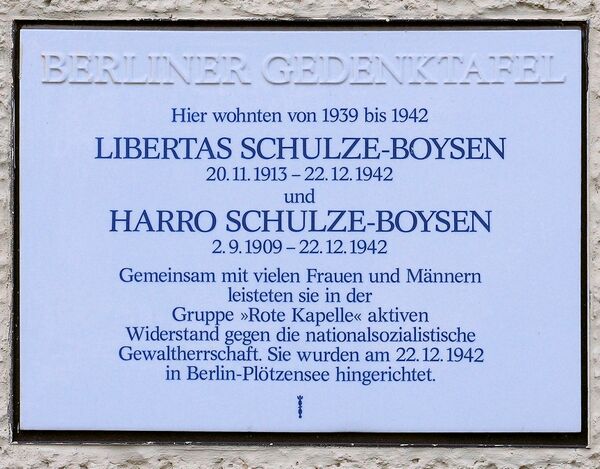 BERLINER GEDENKTAFEL
Hier wohnten von 1939 bis 1942
LIBERTAS SCHULZE-BOYSEN
20.11.1913 – 22.12.1942
und
HARRO SCHULZE-BOYSEN
2.9.1909 – 22.12.1942
Gemeinsam mit vielen Frauen und Männern
leisteten sie in der
Gruppe »Rote Kapelle« aktiven
Widerstand gegen die nationalsozialistische
Gewaltherrschaft. Sie wurden am 22.12.1942
in Berlin-Plötzensee hingerichtet.